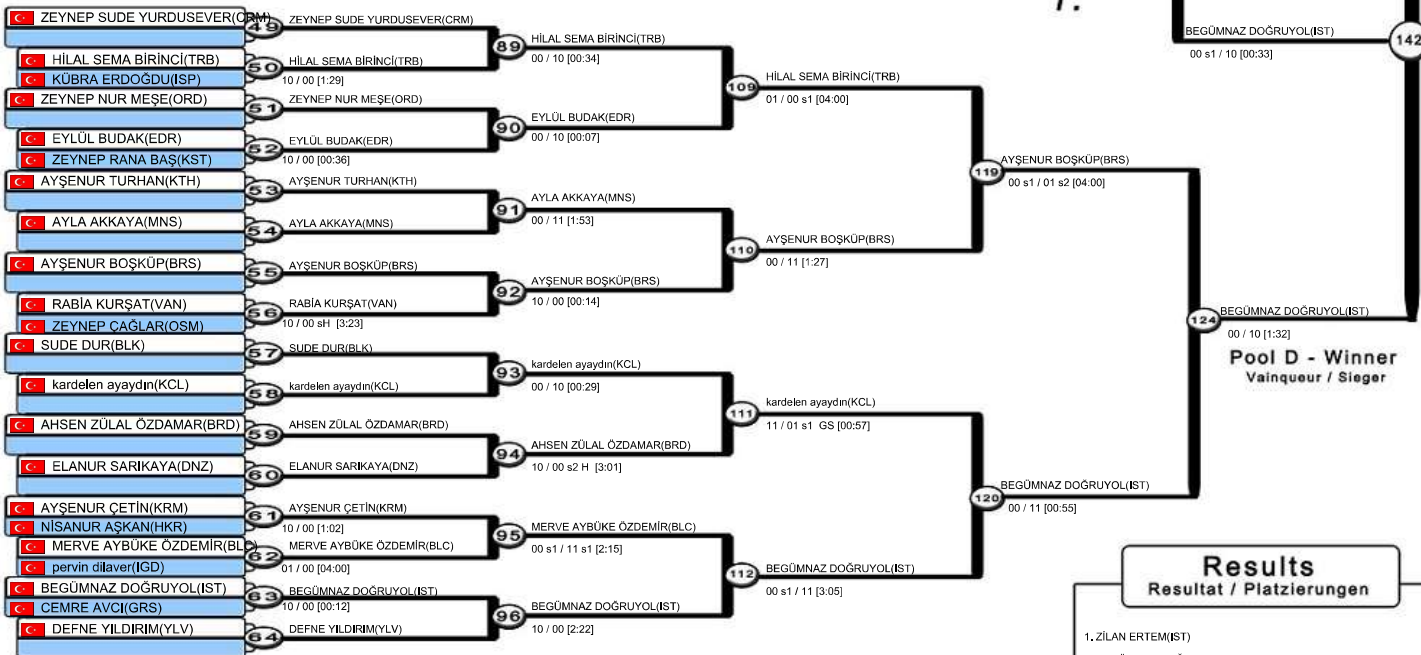 ZEYNEP SUDE YURDUSEVER(CRM)
49
ZEYNEP SUDE YURDUSEVER(CRM)
HİLAL SEMA BİRİNCİ(TRB)
KÜBRA ERDOĞDU(ISP)
50
HİLAL SEMA BİRİNCİ(TRB)
10 / 00 [1:29]
ZEYNEP NUR MEŞE(ORD)
51
ZEYNEP NUR MEŞE(ORD)
EYLÜL BUDAK(EDR)
ZEYNEP RANA BAŞ(KST)
52
EYLÜL BUDAK(EDR)
10 / 00 [00:36]
AYŞENUR TURHAN(KTH)
53
AYŞENUR TURHAN(KTH)
AYLA AKKAYA(MNS)
54
AYLA AKKAYA(MNS)
AYŞENUR BOŞKÜP(BRS)
55
AYŞENUR BOŞKÜP(BRS)
RABİA KURŞAT(VAN)
ZEYNEP ÇAĞLAR(OSM)
56
RABİA KURŞAT(VAN)
10 / 00 sH [3:23]
SUDE DUR(BLK)
57
SUDE DUR(BLK)
kardelen ayaydın(KCL)
58
kardelen ayaydın(KCL)
AHSEN ZÜLAL ÖZDAMAR(BRD)
59
AHSEN ZÜLAL ÖZDAMAR(BRD)
ELANUR SARIKAYA(DNZ)
60
ELANUR SARIKAYA(DNZ)
AYŞENUR ÇETİN(KRM)
NİSANUR AŞKAN(HKR)
61
AYŞENUR ÇETİN(KRM)
10 / 00 [1:02]
MERVE AYBÜKE ÖZDEMİR(BLC)
pervin dilaver(IGD)
62
MERVE AYBÜKE ÖZDEMİR(BLC)
01 / 00 [04:00]
BEGÜMNAZ DOĞRUYOL(IST)
CEMRE AVCI(GRS)
63
BEGÜMNAZ DOĞRUYOL(IST)
10 / 00 [00:12]
DEFNE YILDIRIM(YLV)
64
DEFNE YILDIRIM(YLV)
89
HİLAL SEMA BİRİNCİ(TRB)
00 / 10 [00:34]
90
EYLÜL BUDAK(EDR)
00 / 10 [00:07]
91
AYLA AKKAYA(MNS)
00 / 11 [1:53]
92
AYŞENUR BOŞKÜP(BRS)
10 / 00 [00:14]
93
kardelen ayaydın(KCL)
00 / 10 [00:29]
94
AHSEN ZÜLAL ÖZDAMAR(BRD)
10 / 00 s2 H [3:01]
95
MERVE AYBÜKE ÖZDEMİR(BLC)
00 s1 / 11 s1 [2:15]
96
BEGÜMNAZ DOĞRUYOL(IST)
10 / 00 [2:22]
109
HİLAL SEMA BİRİNCİ(TRB)
01 / 00 s1 [04:00]
110
AYŞENUR BOŞKÜP(BRS)
00 / 11 [1:27]
111
kardelen ayaydın(KCL)
11 / 01 s1 GS [00:57]
112
BEGÜMNAZ DOĞRUYOL(IST)
00 s1 / 11 [3:05]
119
AYŞENUR BOŞKÜP(BRS)
00 s1 / 01 s2 [04:00]
120
BEGÜMNAZ DOĞRUYOL(IST)
00 / 11 [00:55]
124
BEGÜMNAZ DOĞRUYOL(IST)
00 / 10 [1:32]
Pool D - Winner
Vainqueur / Sieger
BEGÜMNAZ DOĞRUYOL(IST)
00 s1 / 10 [00:33]
142
Results
Resultat / Platzierungen
1. ZİLAN ERTEM(IST)